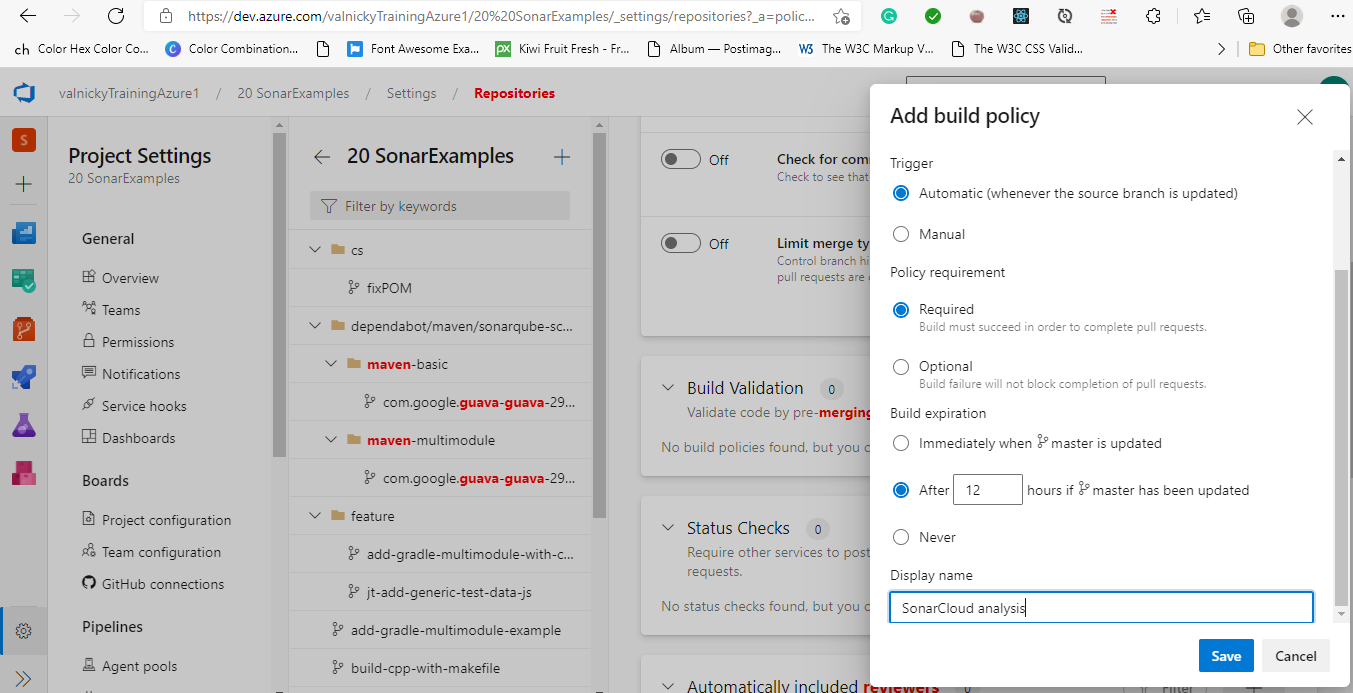 https://dev.azure.com/valnickyTrainingAzure1/20%20SonarExamples/_settings/repositories?_a=polic...
ch Color Hex Color Co...
C Color Combination...
Font Awesome Exa...
px Kiwi Fruit Fresh - Fr...
Album — Postimag...
W3 The W3C Markup V...
The W3C CSS Valid...
Other favorites
valnickyTrainingAzure1 / 20 SonarExamples / Settings / Repositories
S
Project Settings
20 SonarExamples
General
Overview
Teams
Permissions
Notifications
Service hooks
Dashboards
Boards
Project configuration
Team configuration
GitHub connections
Pipelines
Agent pools
20 SonarExamples
Filter by keywords
cs
fixPOM
dependabot/maven/sonarqube-sc...
maven-basic
com.google.guava-guava-29...
maven-multimodule
com.google.guava-guava-29...
feature
add-gradle-multimodule-with-c...
jt-add-generic-test-data-js
add-gradle-multimodule-example
build-cpp-with-makefile
Off
Check for com
Check to see that
Off
Limit merge ty
Control branch hi
pull requests are
Build Validation 0
Validate code by pre-merging
No build policies found, but you c
Status Checks 0
Require other services to post
requests.
No status checks found, but you c
Automatically included reviewers 0
Filter
Add build policy
Trigger
Automatic (whenever the source branch is updated)
Manual
Policy requirement
Required
Build must succeed in order to complete pull requests.
Optional
Build failure will not block completion of pull requests.
Build expiration
Immediately when master is updated
After 12 hours if master has been updated
Never
Display name
SonarCloud analysis
Save
Cancel